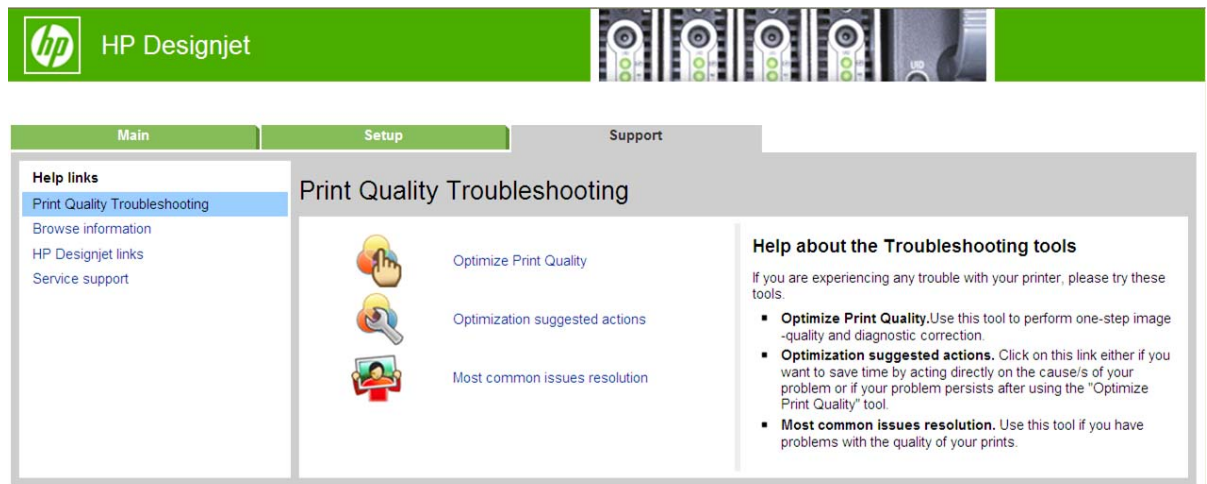 hp
HP Designjet
UID
Main
Setup
Support
Help links
Print Quality Troubleshooting
Browse information
HP Designjet links
Service support
Print Quality Troubleshooting
Optimize Print Quality
Optimization suggested actions
Most common issues resolution
Help about the Troubleshooting tools
If you are experiencing any trouble with your printer, please try these
tools.
▪ Optimize Print Quality.Use this tool to perform one-step image
-quality and diagnostic correction.
▪ Optimization suggested actions. Click on this link either if you
want to save time by acting directly on the cause/s of your
problem or if your problem persists after using the "Optimize
Print Quality" tool.
▪ Most common issues resolution. Use this tool if you have
problems with the quality of your prints.